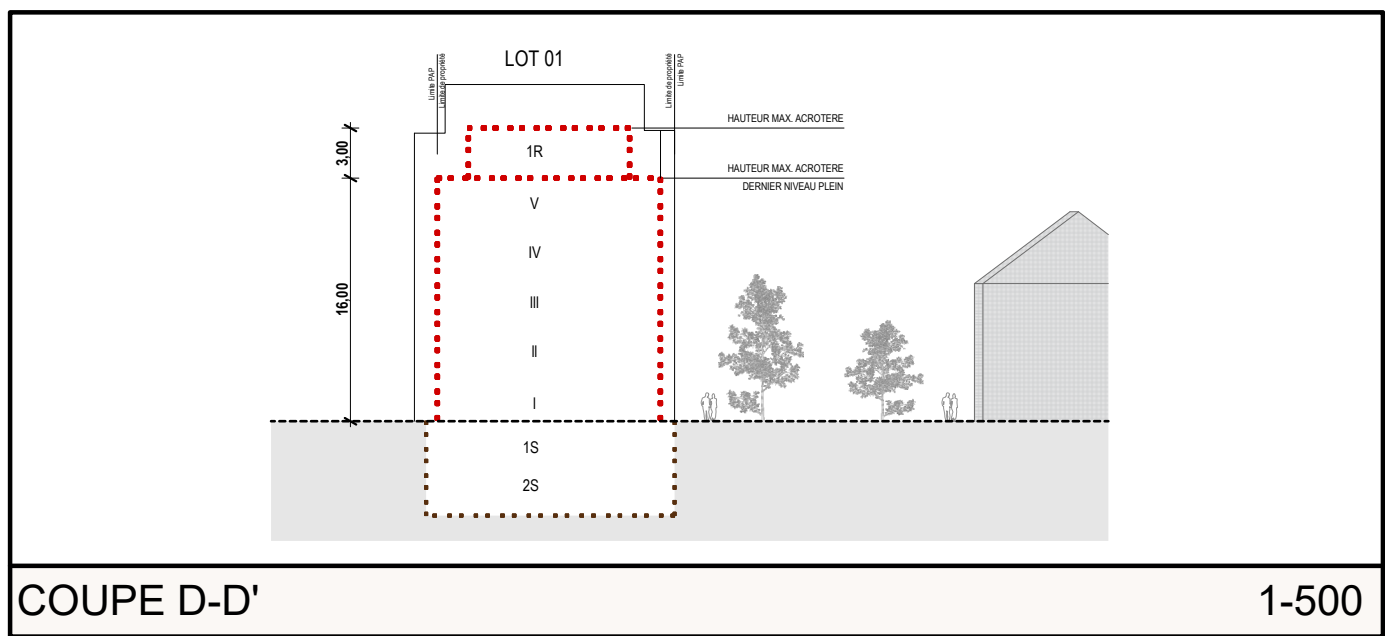 LOT 01
Limite PAP
Limite de propriété
Limite de propriété
Limite PAP
HAUTEUR MAX. ACROTERE
3,00
1R
HAUTEUR MAX. ACROTERE
DERNIER NIVEAU PLEIN
V
IV
16,00
III
II
I
1S
2S
COUPE D-D'
1-500